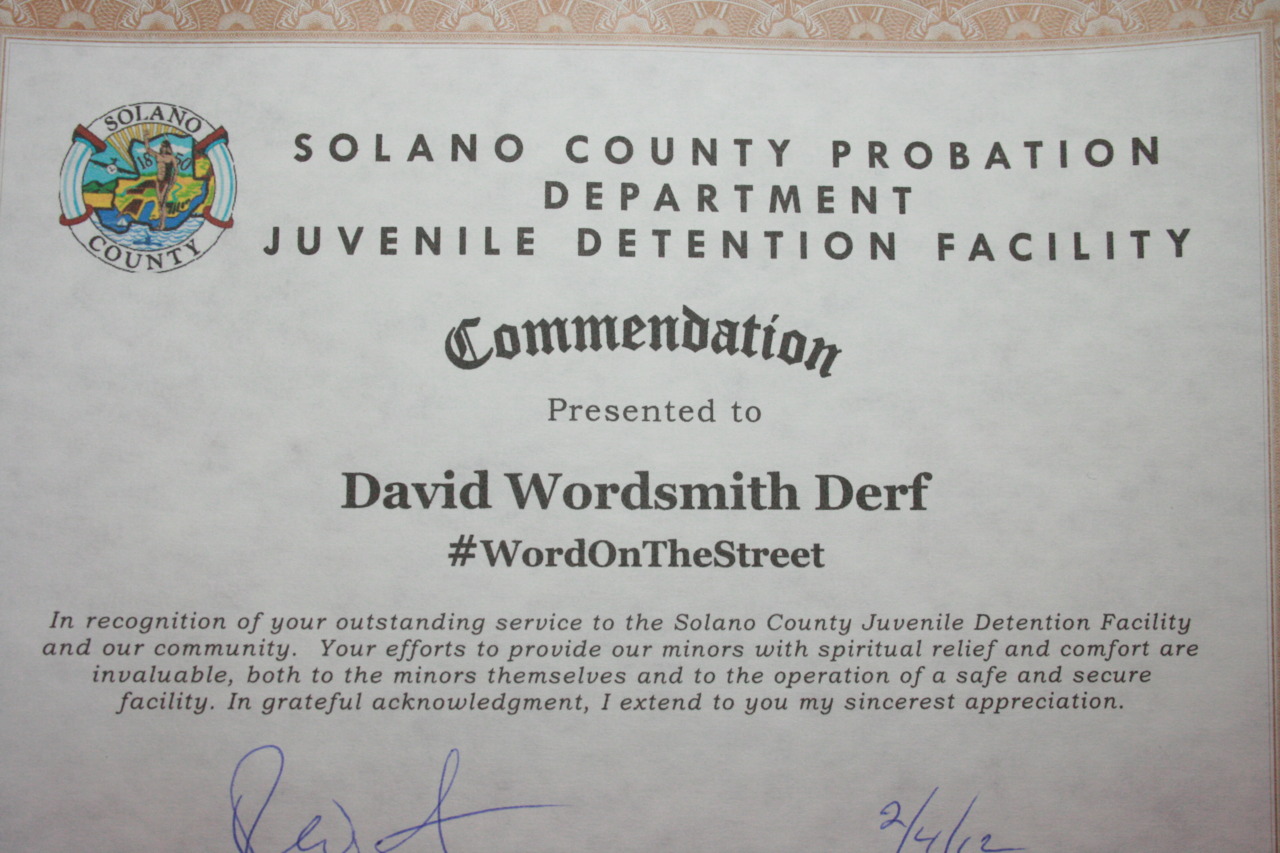 SOLANO
1850
COUNTY
SOLANO COUNTY PROBATION
DEPARTMENT
JUVENILE DETENTION FACILITY
Commendation
Presented to
David Wordsmith Derf
#WordOnTheStreet
In recognition of your outstanding service to the Solano County Juvenile Detention Facility
and our community. Your efforts to provide our minors with spiritual relief and comfort are
invaluable, both to the minors themselves and to the operation of a safe and secure
facility. In grateful acknowledgment, I extend to you my sincerest appreciation.
2/4/12